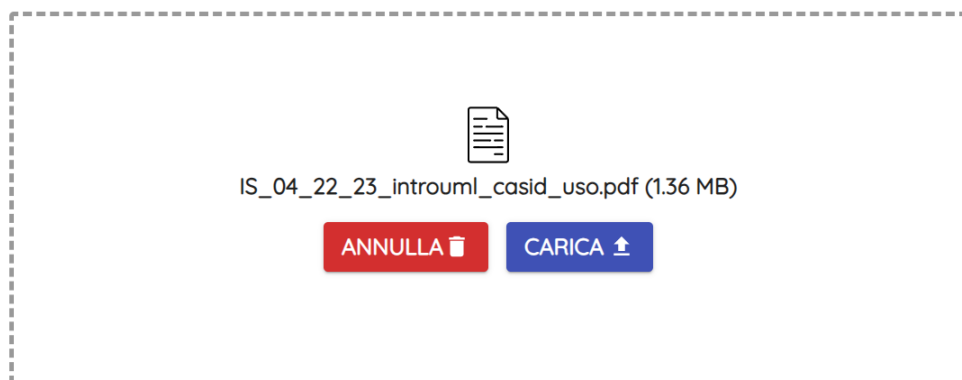 IS_04_22_23_introuml_casid_uso.pdf (1.36 MB)
ANNULLA
CARICA